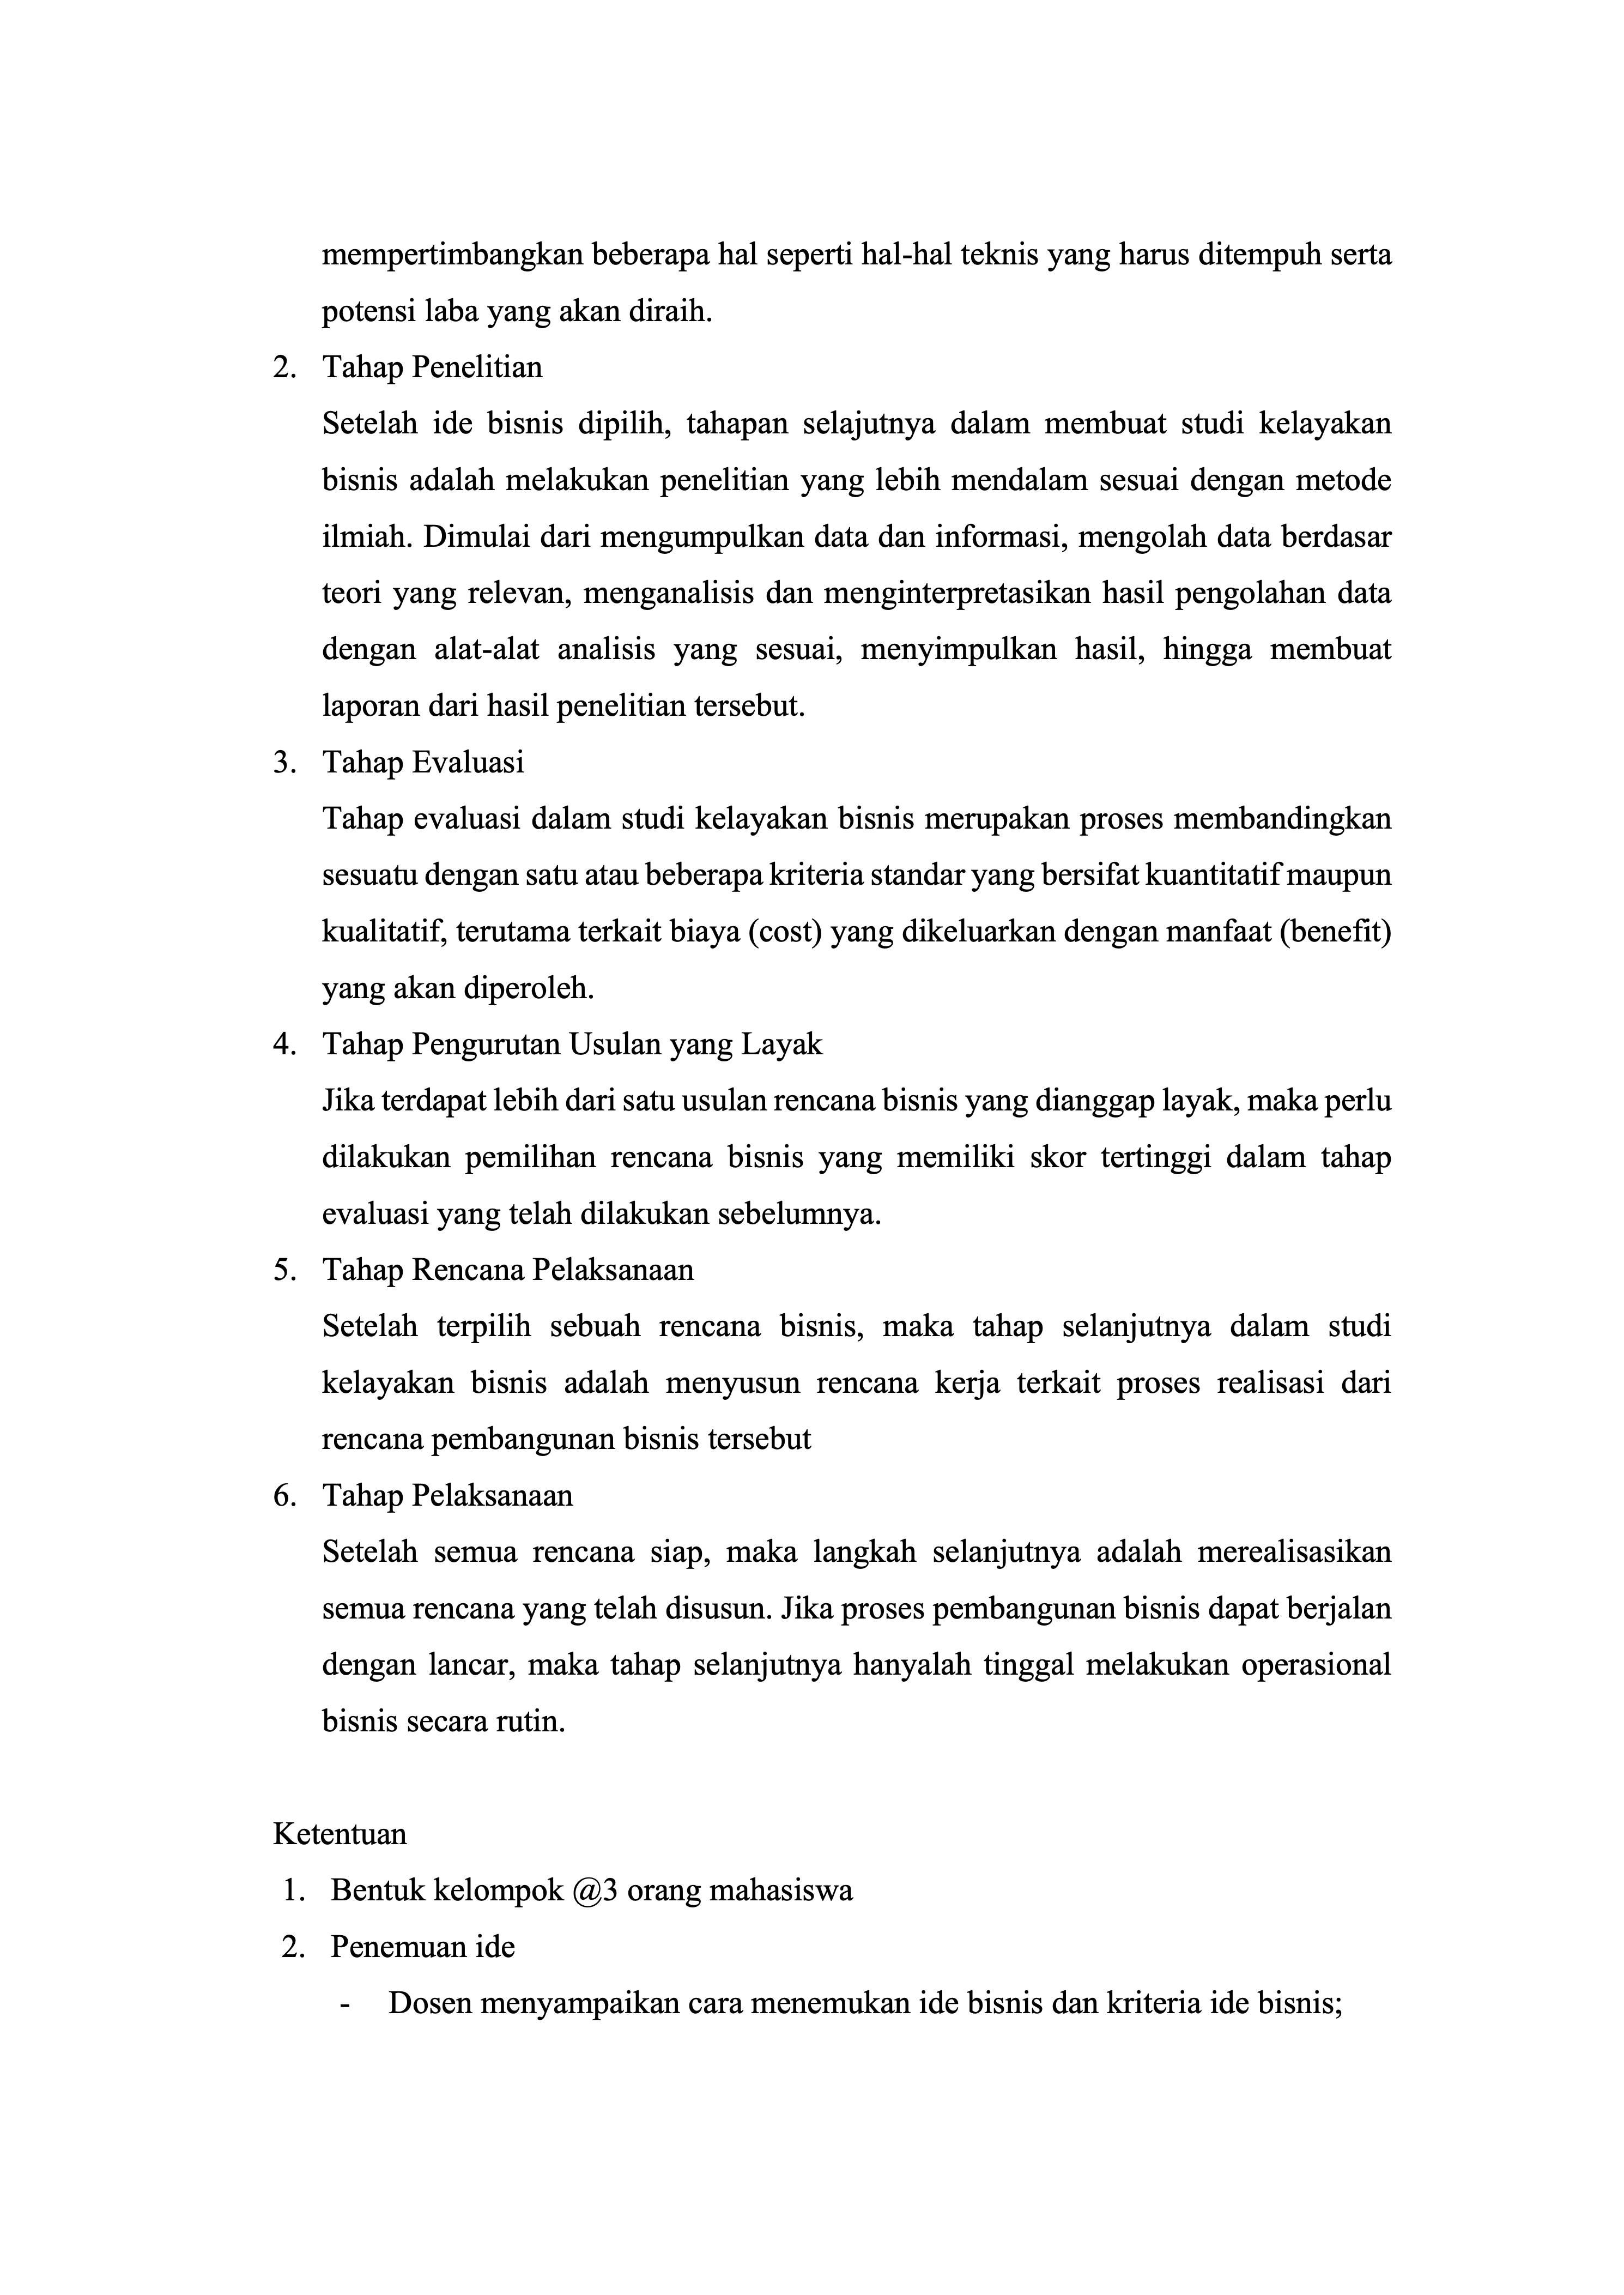 mempertimbangkan beberapa hal seperti hal-hal teknis yang harus ditempuh serta
potensi laba yang akan diraih.
2. Tahap Penelitian
Setelah ide bisnis dipilih, tahapan selajutnya dalam membuat studi kelayakan
bisnis adalah melakukan penelitian yang lebih mendalam sesuai dengan metode
ilmiah. Dimulai dari mengumpulkan data dan informasi, mengolah data berdasar
teori yang relevan, menganalisis dan menginterpretasikan hasil pengolahan data
dengan alat-alat analisis yang sesuai, menyimpulkan hasil, hingga membuat
laporan dari hasil penelitian tersebut.
3. Tahap Evaluasi
Tahap evaluasi dalam studi kelayakan bisnis merupakan proses membandingkan
sesuatu dengan satu atau beberapa kriteria standar yang bersifat kuantitatif maupun
kualitatif, terutama terkait biaya (cost) yang dikeluarkan dengan manfaat (benefit)
yang akan diperoleh.
4. Tahap Pengurutan Usulan yang Layak
Jika terdapat lebih dari satu usulan rencana bisnis yang dianggap layak, maka perlu
dilakukan pemilihan rencana bisnis yang memiliki skor tertinggi dalam tahap
evaluasi yang telah dilakukan sebelumnya.
5. Tahap Rencana Pelaksanaan
Setelah terpilih sebuah rencana bisnis, maka tahap selanjutnya dalam studi
kelayakan bisnis adalah menyusun rencana kerja terkait proses realisasi dari
rencana pembangunan bisnis tersebut
6. Tahap Pelaksanaan
Setelah semua rencana siap, maka langkah selanjutnya adalah merealisasikan
semua rencana yang telah disusun. Jika proses pembangunan bisnis dapat berjalan
dengan lancar, maka tahap selanjutnya hanyalah tinggal melakukan operasional
bisnis secara rutin.
Ketentuan
1. Bentuk kelompok @3 orang mahasiswa
2. Penemuan ide
- Dosen menyampaikan cara menemukan ide bisnis dan kriteria ide bisnis;